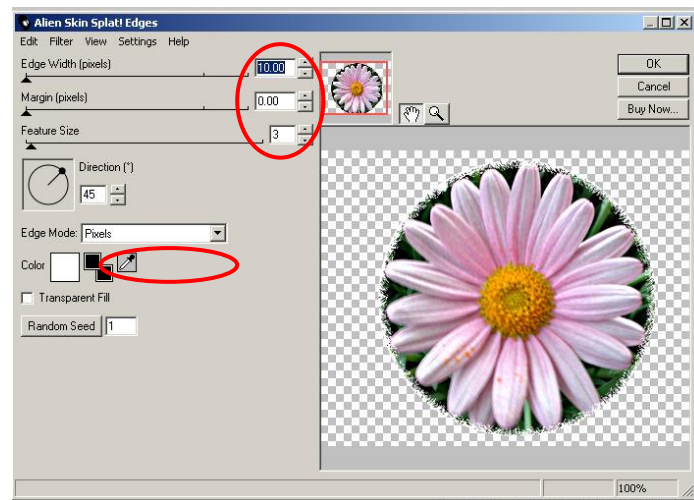 Alien Skin Splat! Edges
Edit Filter View Settings Help
Edge Width (pixels)
10.00
Margin (pixels)
0.00
Feature Size
3
Direction (°)
45
Edge Mode: Pixels
Color
Transparent Fill
Random Seed 1
OK
Cancel
Buy Now...
100%